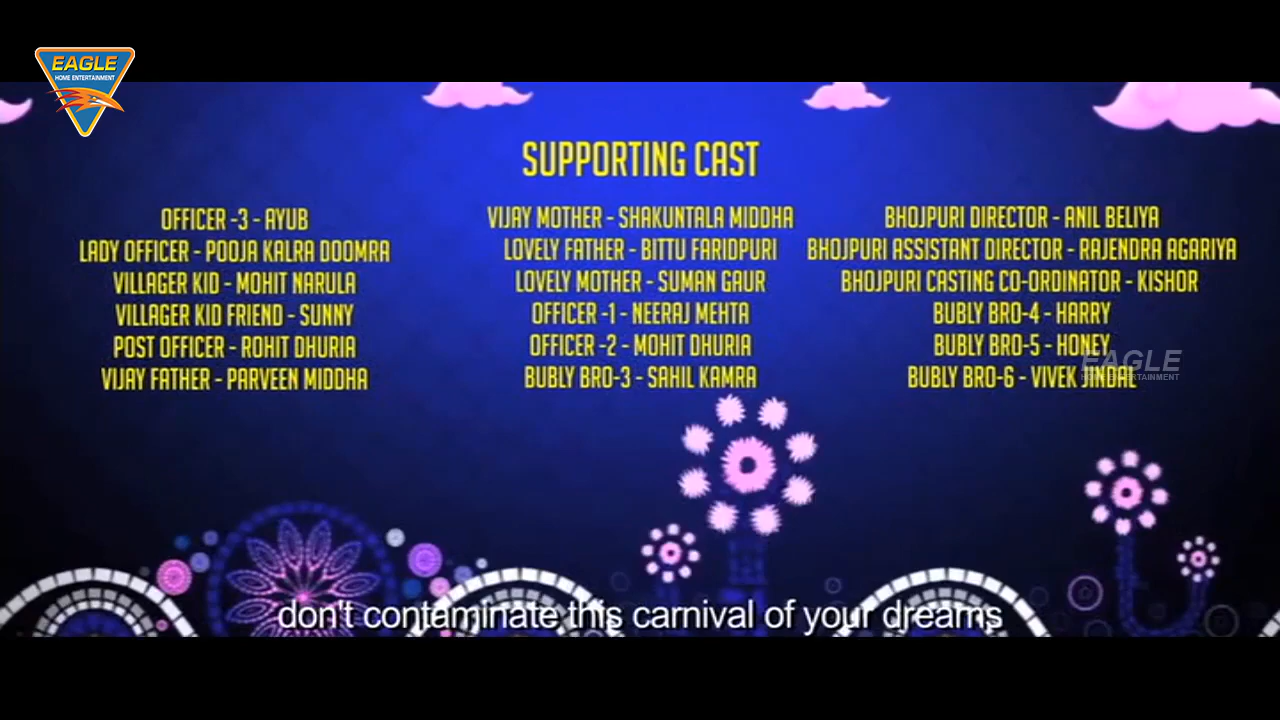 EAGLE
HOME ENTERTAINMENT
SUPPORTING CAST
OFFICER -3 - AYUB
LADY OFFICER - POOJA KALRA DOOMRA
VILLAGER KID - MOHIT NARULA
VILLAGER KID FRIEND - SUNNY
POST OFFICER - ROHIT DHURIA
VIJAY FATHER - PARVEEN MIDDHA
VIJAY MOTHER - SHAKUNTALA MIDDHA
LOVELY FATHER - BITTU FARIDPURI
LOVELY MOTHER - SUMAN GAUR
OFFICER -1 - NEERAJ MEHTA
OFFICER -2 - MOHIT DHURIA
BUBLY BRO-3 - SAHIL KAMRA
BHOJPURI DIRECTOR - ANIL BELIYA
BHOJPURI ASSISTANT DIRECTOR - RAJENDRA AGARIYA
BHOJPURI CASTING CO-ORDINATOR - KISHOR
BUBLY BRO-4 - HARRY
BUBLY BRO-5 - HONEY
BUBLY BRO-6 - VIVEK JINDAL
EAGLE
HOME ENTERTAINMENT
don't contaminate this carnival of your dreams